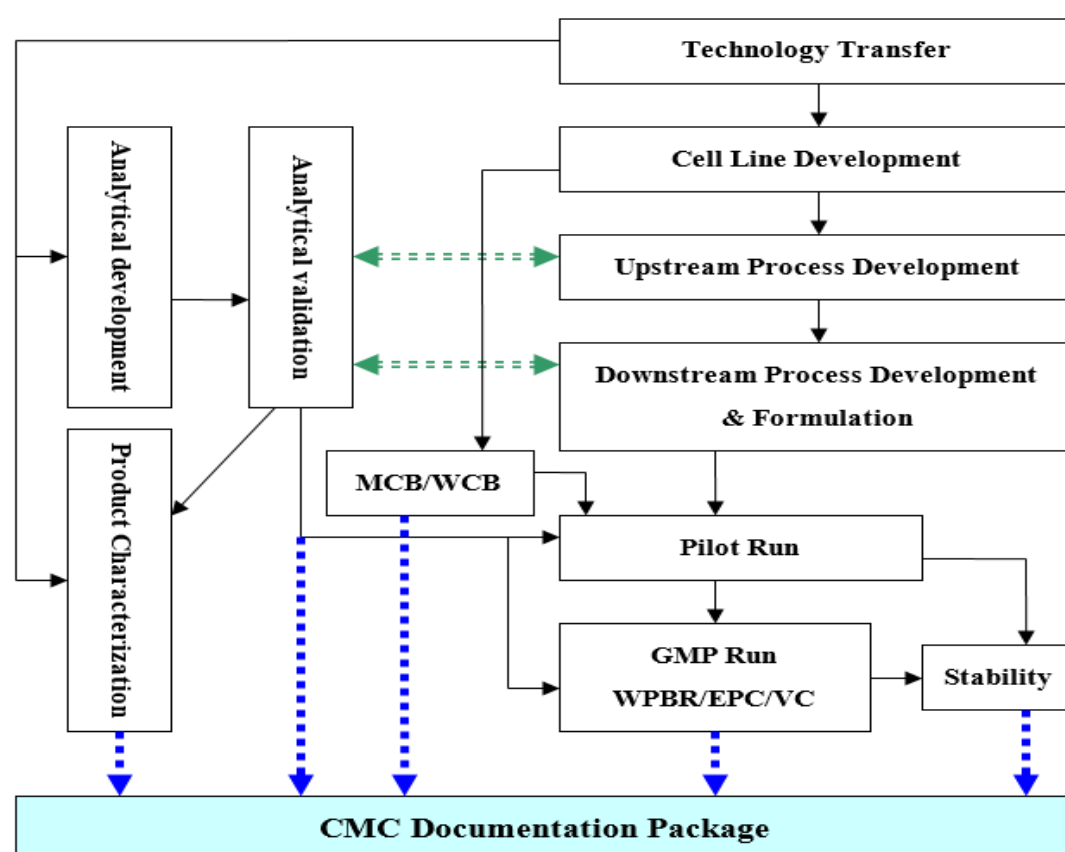 Technology Transfer
Cell Line Development
Analytical development
Analytical validation
Upstream Process Development
Downstream Process Development
& Formulation
Product Characterization
MCB/WCB
Pilot Run
GMP Run
WPBR/EPC/VC
Stability
CMC Documentation Package